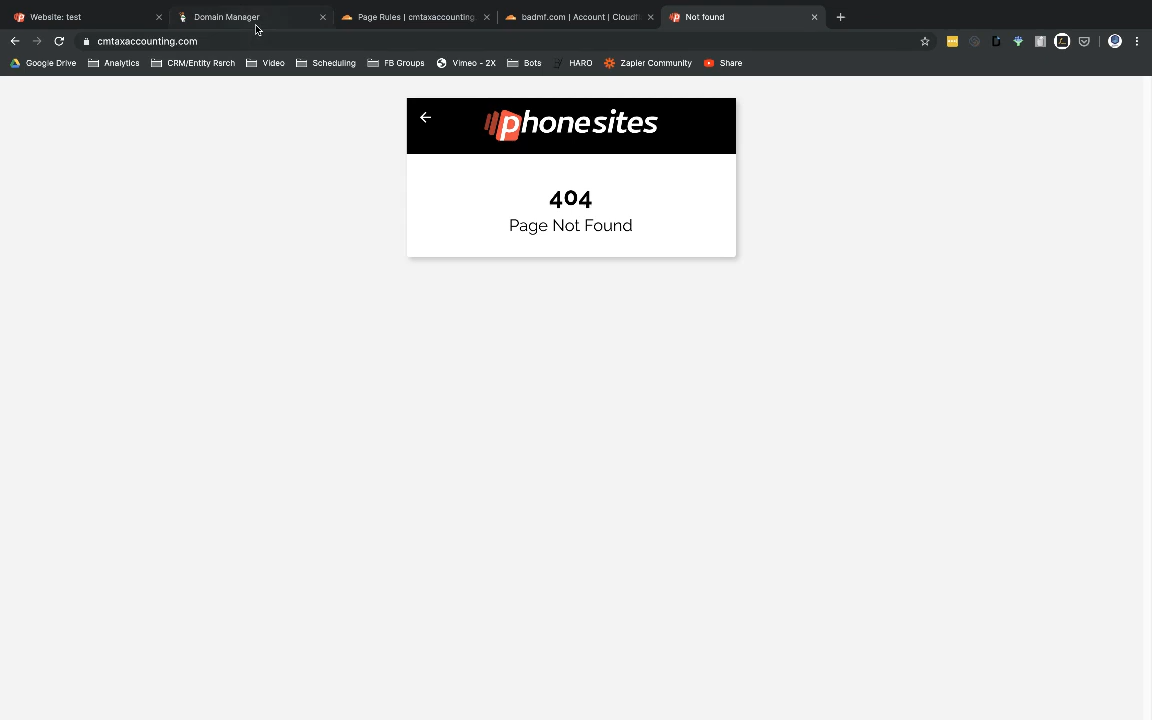 Website: test
Domain Manager
Page Rules | cmtaxaccounting.
badmf.com | Account | Cloudfl
Not found
cmtaxaccounting.com
Google Drive
Analytics
CRM/Entity Rsrch
Video
Scheduling
FB Groups
Vimeo - 2X
Bots
HARO
Zapier Community
Share
phonesites
404
Page Not Found